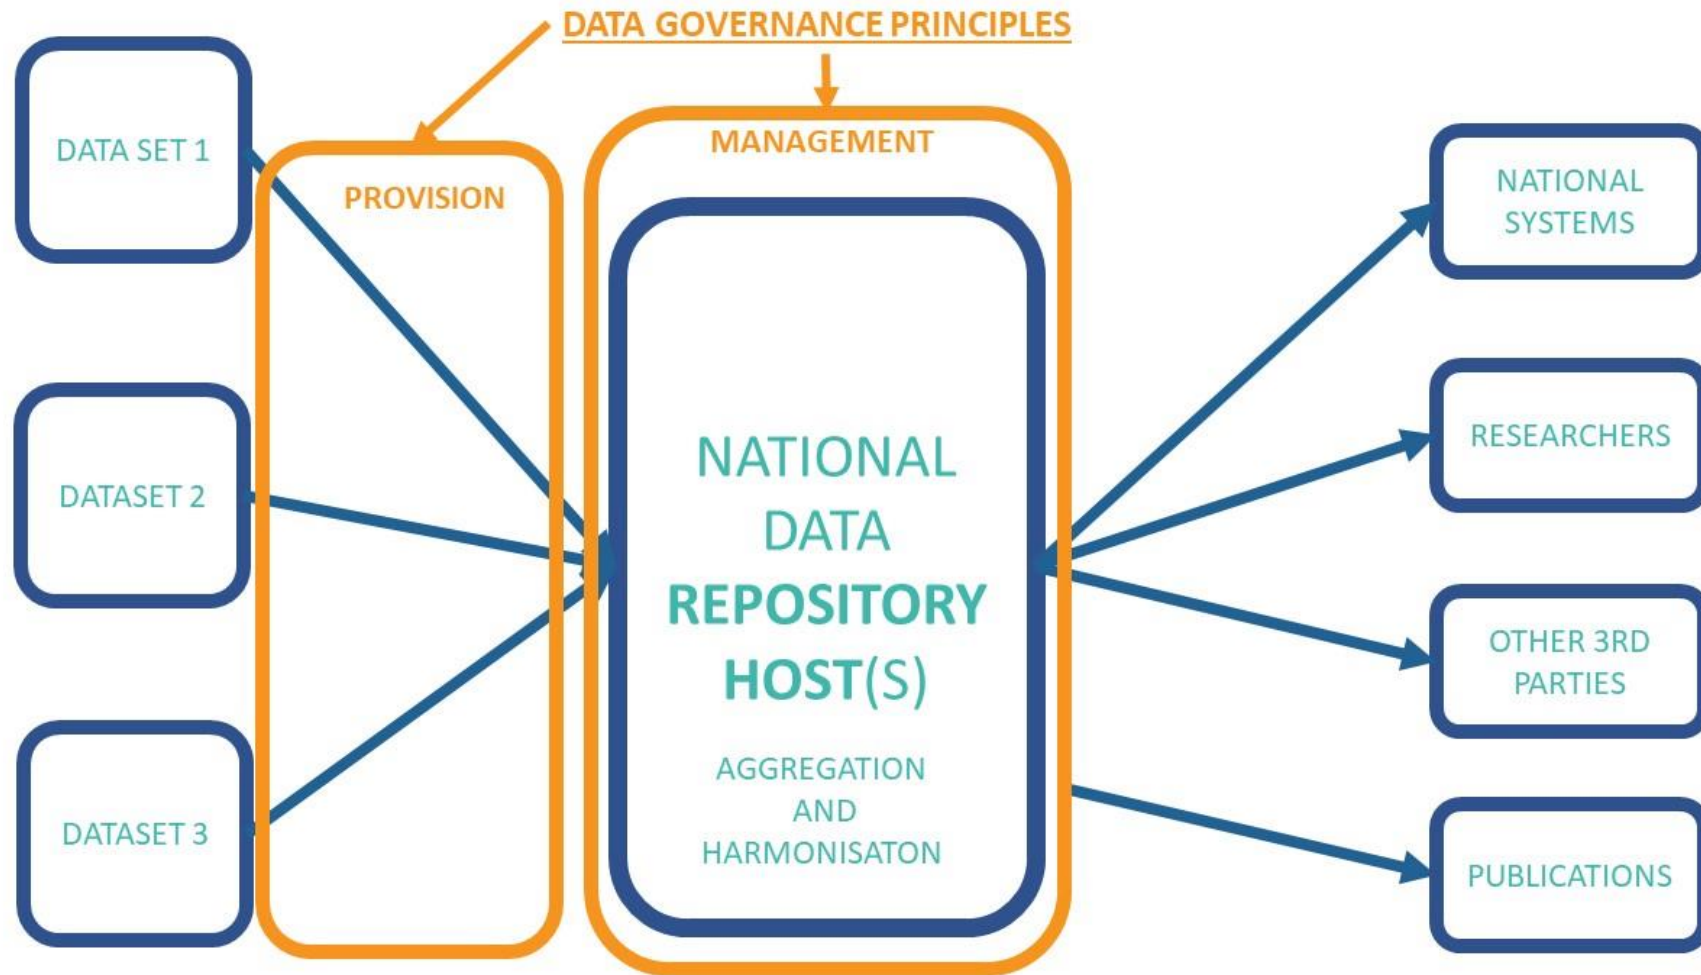 DATA GOVERNANCE PRINCIPLES
DATA SET 1
DATASET 2
DATASET 3
PROVISION
MANAGEMENT
NATIONAL
DATA
REPOSITORY
HOST(S)
AGGREGATION
AND
HARMONISATON
NATIONAL
SYSTEMS
RESEARCHERS
OTHER 3RD
PARTIES
PUBLICATIONS